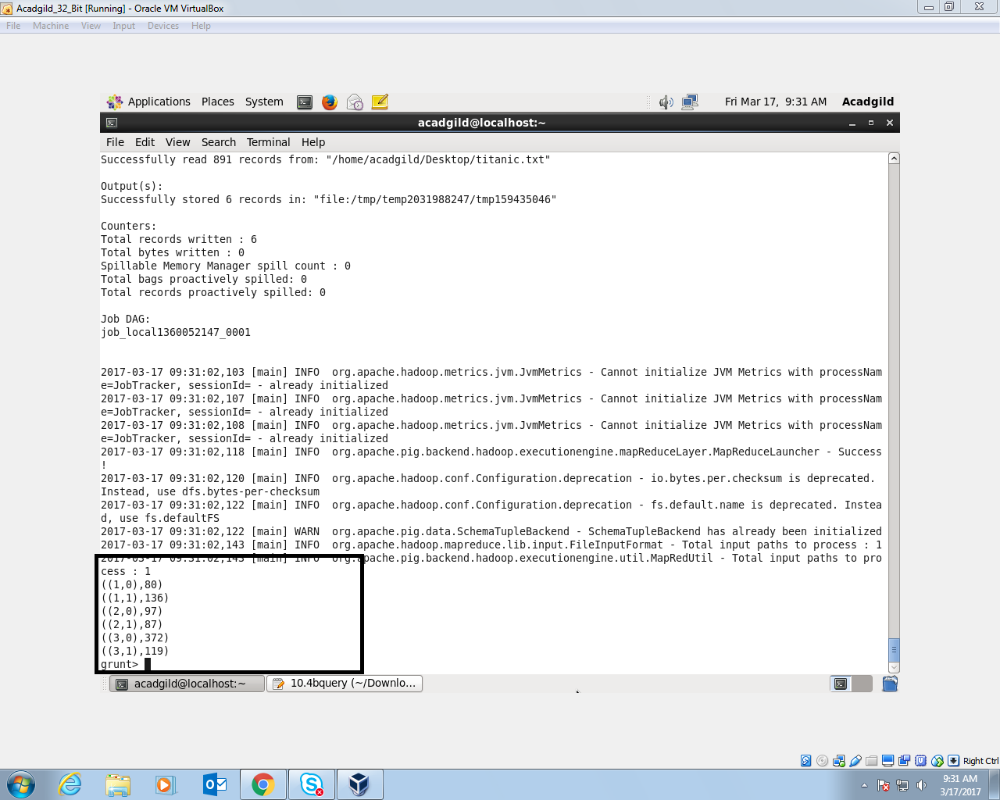 Acadgild_32_Bit [Running] - Oracle VM VirtualBox
File Machine View Input Devices Help
Applications Places System Fri Mar 17, 9:31 AM Acadgild
acadgild@localhost:~
File Edit View Search Terminal Help
Successfully read 891 records from: "/home/acadgild/Desktop/titanic.txt"
Output(s):
Successfully stored 6 records in: "file:/tmp/temp2031988247/tmp159435046"
Counters:
Total records written : 6
Total bytes written : 0
Spillable Memory Manager spill count : 0
Total bags proactively spilled: 0
Total records proactively spilled: 0
Job DAG:
job_local1360052147_0001
2017-03-17 09:31:02,103 [main] INFO  org.apache.hadoop.metrics.jvm.JvmMetrics - Cannot initialize JVM Metrics with processNam
e=JobTracker, sessionId= - already initialized
2017-03-17 09:31:02,107 [main] INFO  org.apache.hadoop.metrics.jvm.JvmMetrics - Cannot initialize JVM Metrics with processNam
e=JobTracker, sessionId= - already initialized
2017-03-17 09:31:02,108 [main] INFO  org.apache.hadoop.metrics.jvm.JvmMetrics - Cannot initialize JVM Metrics with processNam
e=JobTracker, sessionId= - already initialized
2017-03-17 09:31:02,118 [main] INFO  org.apache.pig.backend.hadoop.executionengine.mapReduceLayer.MapReduceLauncher - Success
!
2017-03-17 09:31:02,120 [main] INFO  org.apache.hadoop.conf.Configuration.deprecation - io.bytes.per.checksum is deprecated.
Instead, use dfs.bytes-per-checksum
2017-03-17 09:31:02,122 [main] INFO  org.apache.hadoop.conf.Configuration.deprecation - fs.default.name is deprecated. Instea
d, use fs.defaultFS
2017-03-17 09:31:02,122 [main] WARN  org.apache.pig.data.SchemaTupleBackend - SchemaTupleBackend has already been initialized
2017-03-17 09:31:02,143 [main] INFO  org.apache.hadoop.mapreduce.lib.input.FileInputFormat - Total input paths to process : 1
2017-03-17 09:31:02,143 [main] INFO  org.apache.pig.backend.hadoop.executionengine.util.MapRedUtil - Total input paths to pro
cess : 1
((1,0),80)
((1,1),136)
((2,0),97)
((2,1),87)
((3,0),372)
((3,1),119)
grunt>
acadgild@localhost:~ 10.4bquery (~/Downlo...
Right Ctrl
9:31 AM
3/17/2017